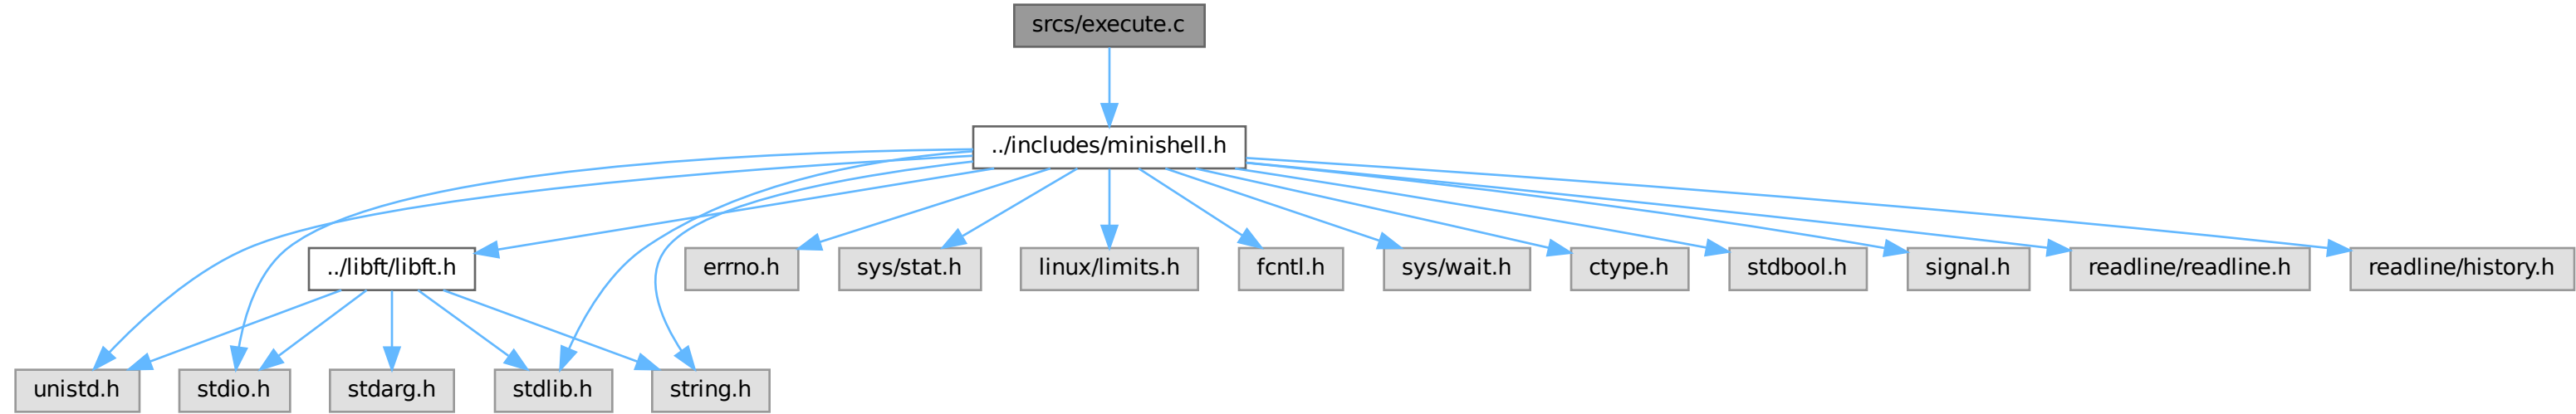 srcs/execute.c
../includes/minishell.h
../libft/libft.h
errno.h
sys/stat.h
linux/limits.h
fcntl.h
sys/wait.h
ctype.h
stdbool.h
signal.h
readline/readline.h
readline/history.h
unistd.h
stdio.h
stdarg.h
stdlib.h
string.h